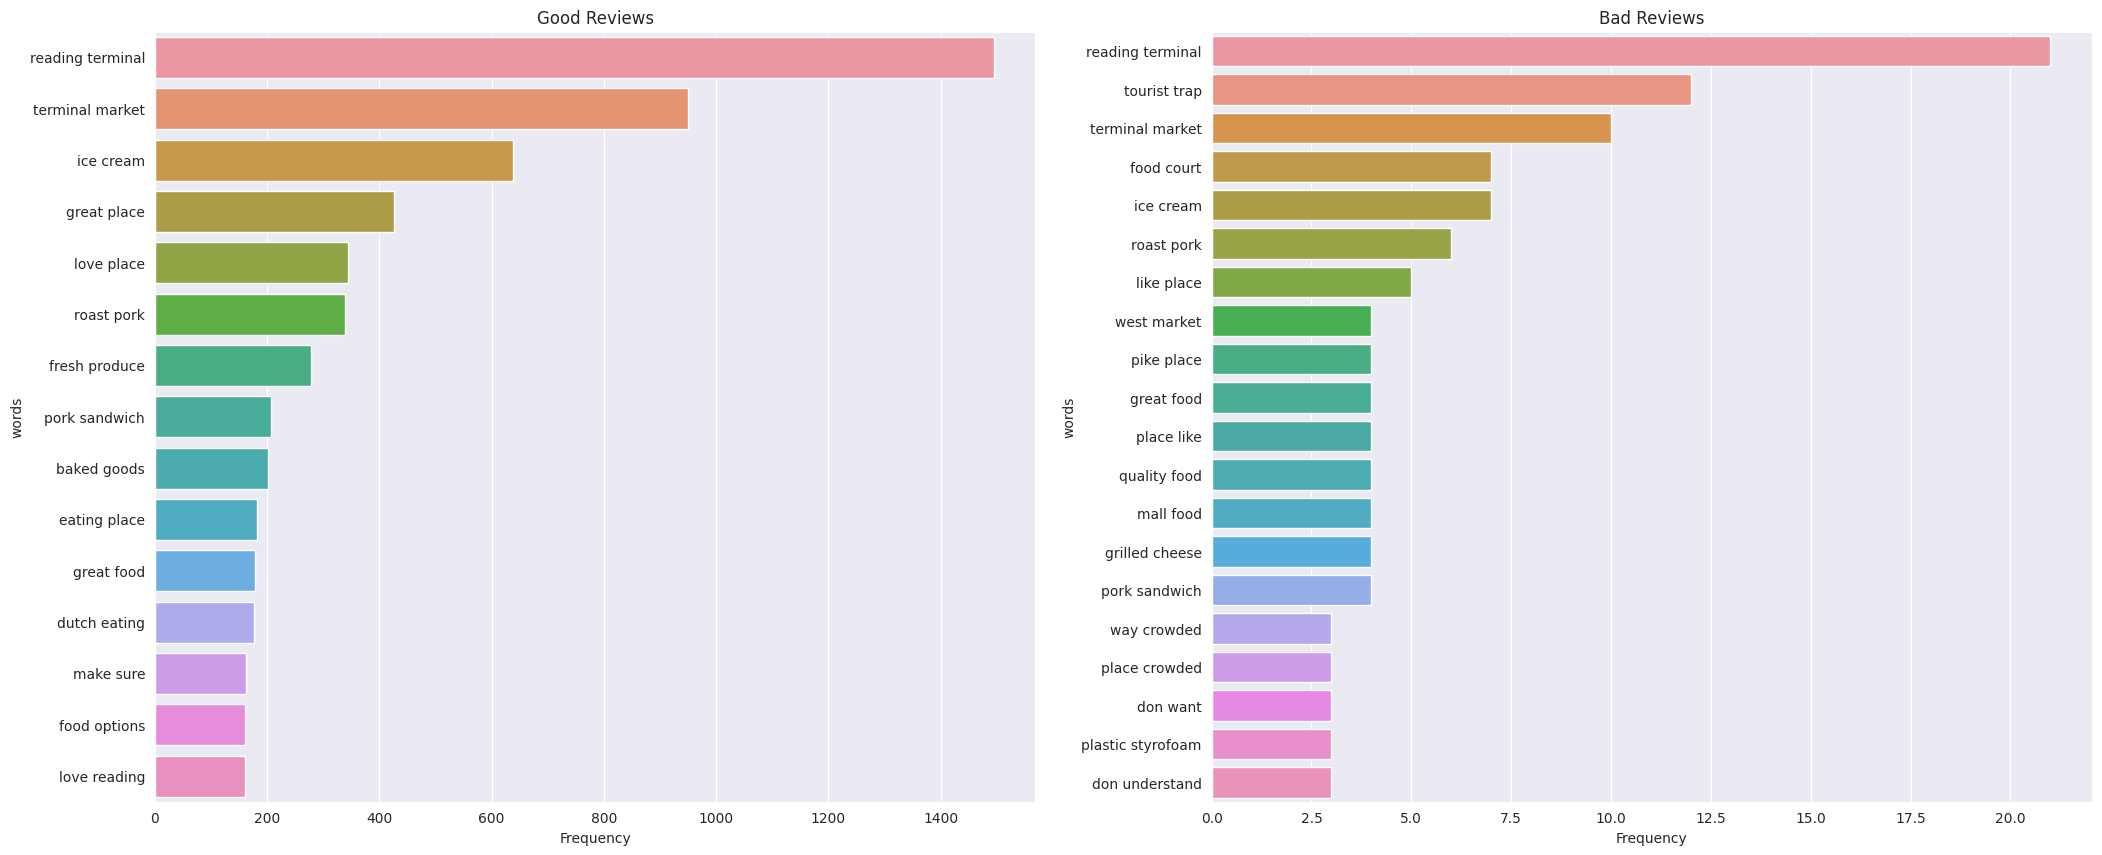 Good Reviews
words
reading terminal
terminal market
ice cream
great place
love place
roast pork
fresh produce
pork sandwich
baked goods
eating place
great food
dutch eating
make sure
food options
love reading
0 200 400 600 800 1000 1200 1400
Frequency
Bad Reviews
words
reading terminal
tourist trap
terminal market
food court
ice cream
roast pork
like place
west market
pike place
great food
place like
quality food
mall food
grilled cheese
pork sandwich
way crowded
place crowded
don want
plastic styrofoam
don understand
0.0 2.5 5.0 7.5 10.0 12.5 15.0 17.5 20.0
Frequency